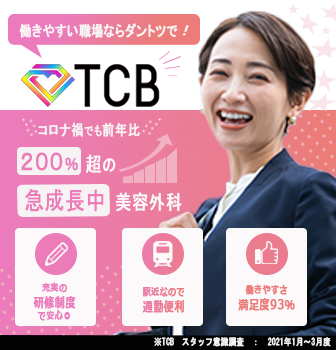 働きやすい職場ならダントツで！
TCB
コロナ禍でも前年比
200%超の
急成長中 美容外科
充実の
研修制度
で安心◎
駅近なので
通勤便利
働きやすさ
満足度93%
※TCB スタッフ意識調査 ： 2021年1月～3月度